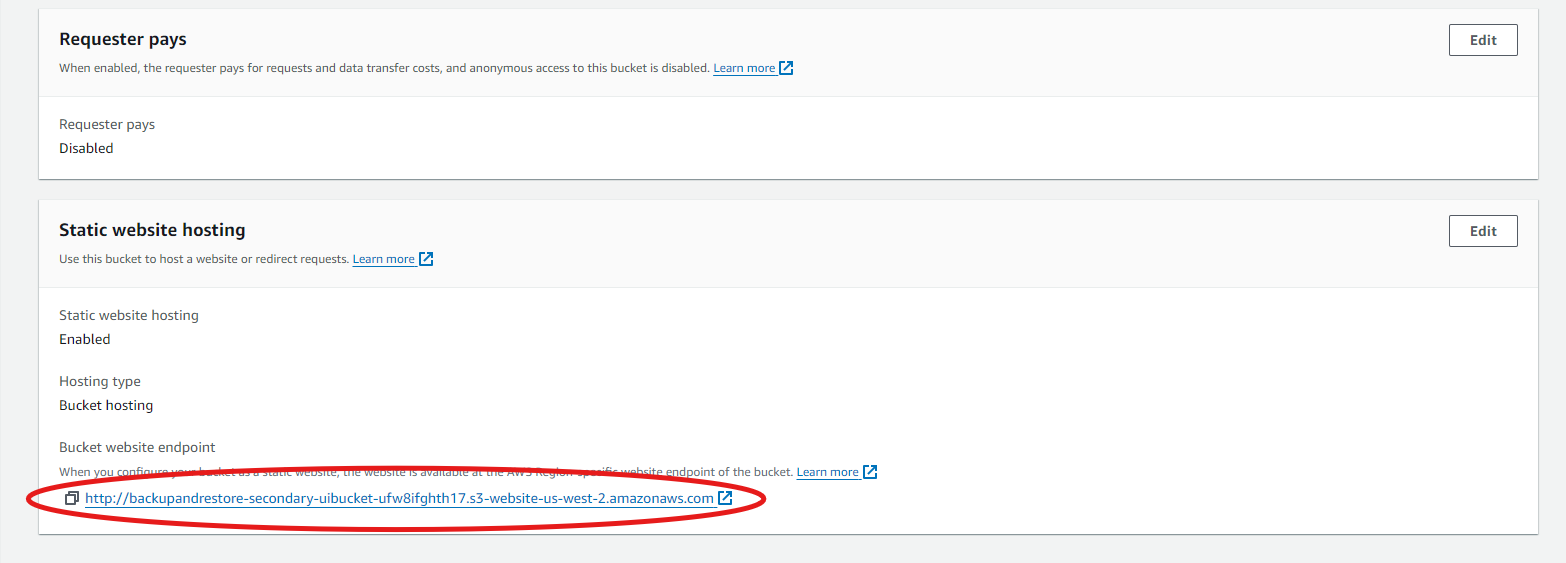 Requester pays
Edit
When enabled, the requester pays for requests and data transfer costs, and anonymous access to this bucket is disabled. Learn more
Requester pays
Disabled
Static website hosting
Edit
Use this bucket to host a website or redirect requests. Learn more
Static website hosting
Enabled
Hosting type
Bucket hosting
Bucket website endpoint
When you configure your bucket as a static website, the website is available at the AWS Region-specific website endpoint of the bucket. Learn more
http://backupandrestore-secondary-uibucket-ufw8ifghth17.s3-website-us-west-2.amazonaws.com